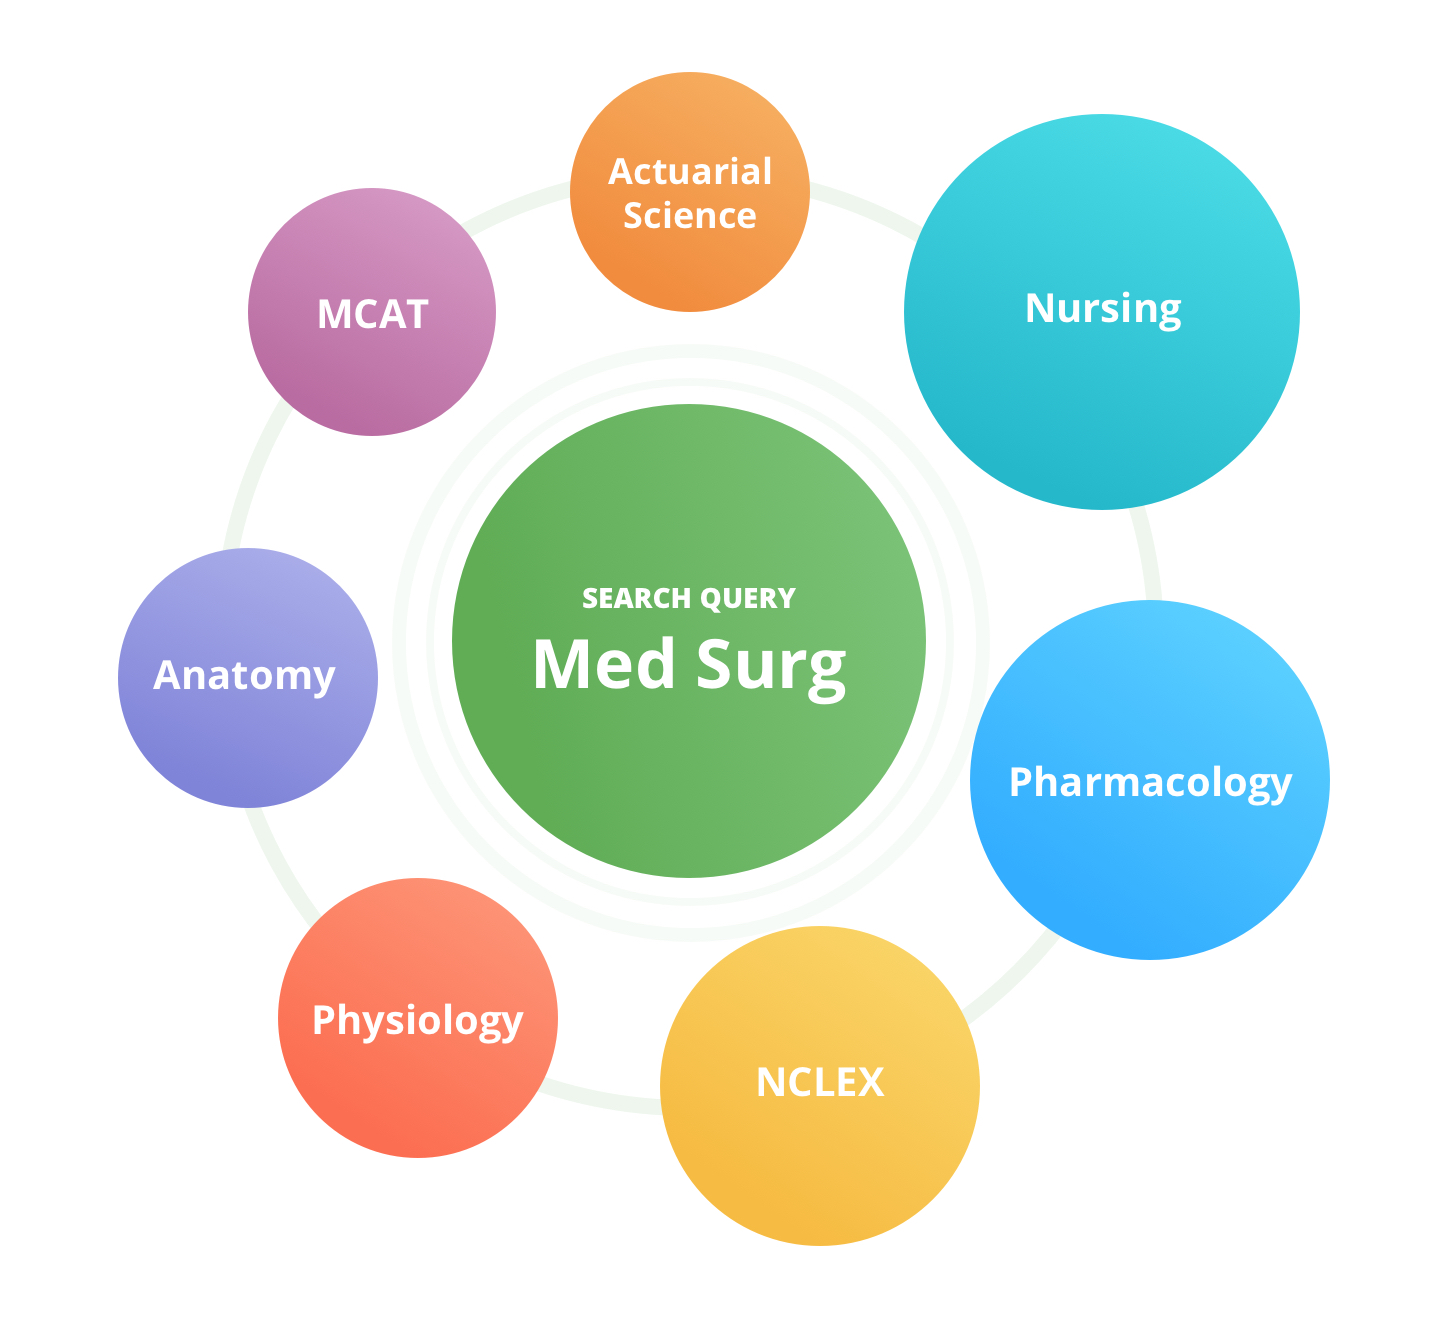 Actuarial
Science
Nursing
MCAT
SEARCH QUERY
Med Surg
Anatomy
Pharmacology
Physiology
NCLEX